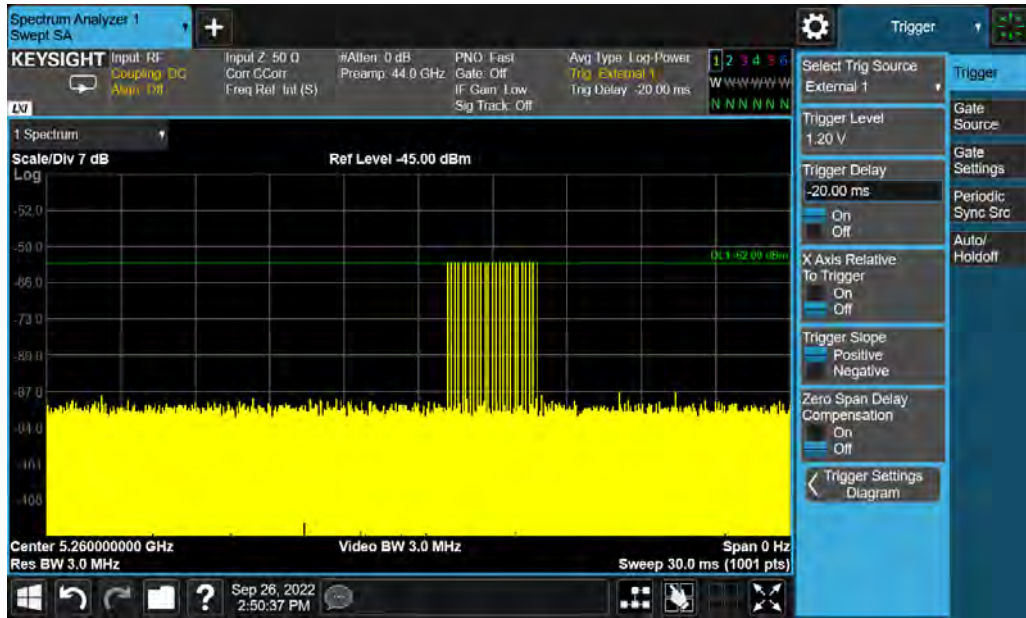 Spectrum Analyzer 1
Swept SA
+
Trigger
KEYSIGHT
LXI
Input: RF
Coupling: DC
Align: Off
Input Z: 50 Ω
Corr CCorr
Freq Ref: Int (S)
#Atten: 0 dB
Preamp: 44.0 GHz
PNO: Fast
Gate: Off
IF Gain: Low
Sig Track: Off
Avg Type: Log-Power
Trig: External 1
Trig Delay: -20.00 ms
1 2 3 4 5 6
W W W W W W
N N N N N N
1 Spectrum
Scale/Div 7 dB
Ref Level -45.00 dBm
Log
-52.0
-59.0
DL1 -62.00 dBm
-66.0
-73.0
-80.0
-87.0
-94.0
-101
-108
Center 5.260000000 GHz
Video BW 3.0 MHz
Span 0 Hz
Res BW 3.0 MHz
Sweep 30.0 ms (1001 pts)
?
Sep 26, 2022
2:50:37 PM
Select Trig Source
External 1
Trigger Level
1.20 V
Trigger Delay
-20.00 ms
On
Off
X Axis Relative
To Trigger
On
Off
Trigger Slope
Positive
Negative
Zero Span Delay
Compensation
On
Off
Trigger Settings
Diagram
Trigger
Gate
Source
Gate
Settings
Periodic
Sync Src
Auto/
Holdoff